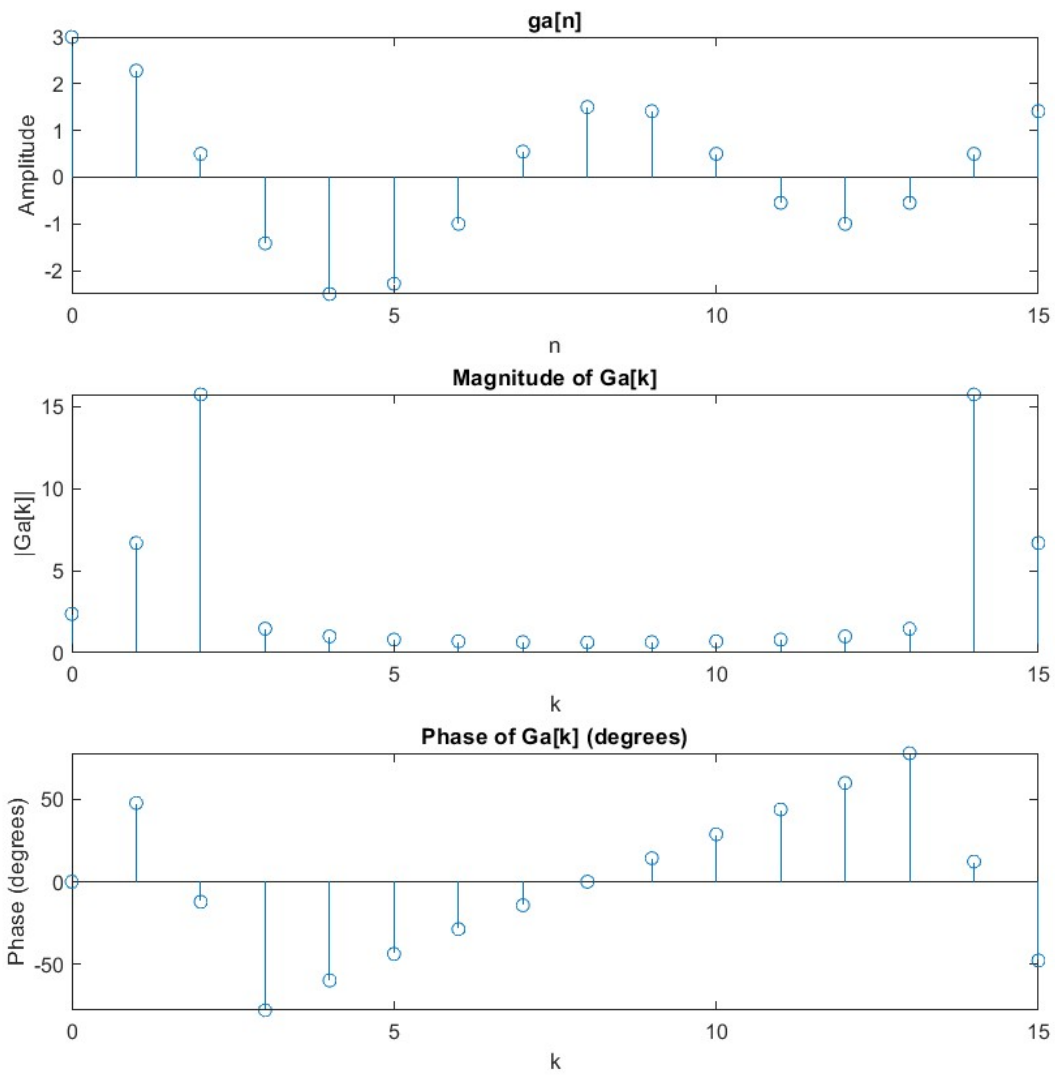 ga[n]
Amplitude
3
2
1
0
-1
-2
0 5 10 15
n
Magnitude of Ga[k]
|Ga[k]|
15
10
5
0
0 5 10 15
k
Phase of Ga[k] (degrees)
Phase (degrees)
50
0
-50
0 5 10 15
k